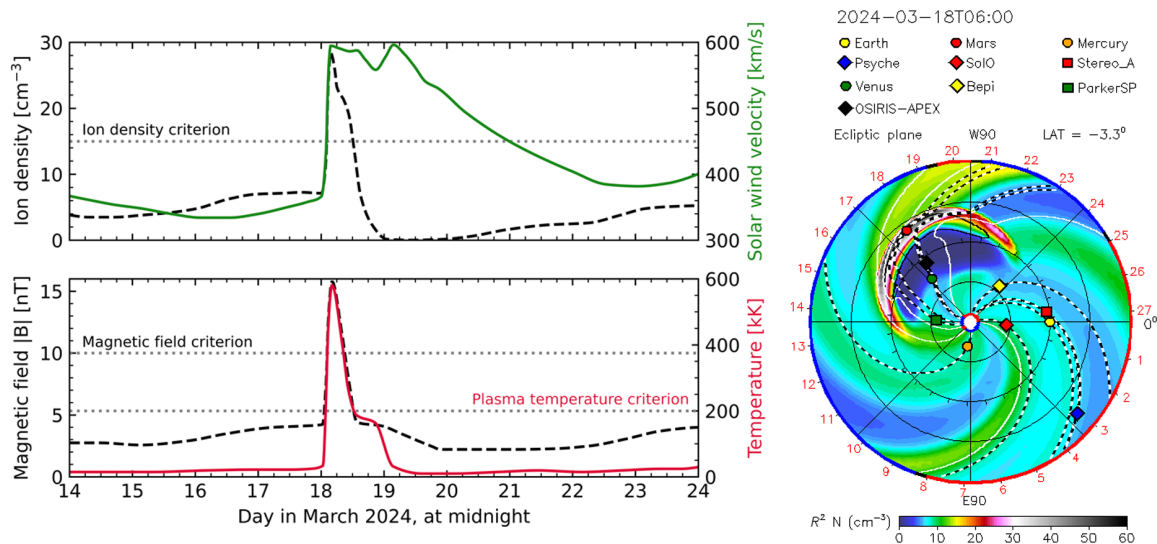 30
20
10
0
Ion density [cm⁻³]
Ion density criterion
600
500
400
300
Solar wind velocity [km/s]
15
10
5
0
Magnetic field |B| [nT]
Magnetic field criterion
Plasma temperature criterion
600
400
200
0
Temperature [kK]
14 15 16 17 18 19 20 21 22 23 24
Day in March 2024, at midnight
2024-03-18T06:00
Earth Mars Mercury
Psyche SolO Stereo_A
Venus Bepi ParkerSP
OSIRIS-APEX
Ecliptic plane W90 LAT = -3.3⁰
20 21
19 22
18 23
17 24
16 25
15 26
14 27
0⁰
13 1
12 2
11 3
10 4
9 5
8 7 6
E90
R² N (cm⁻³)
0 10 20 30 40 50 60